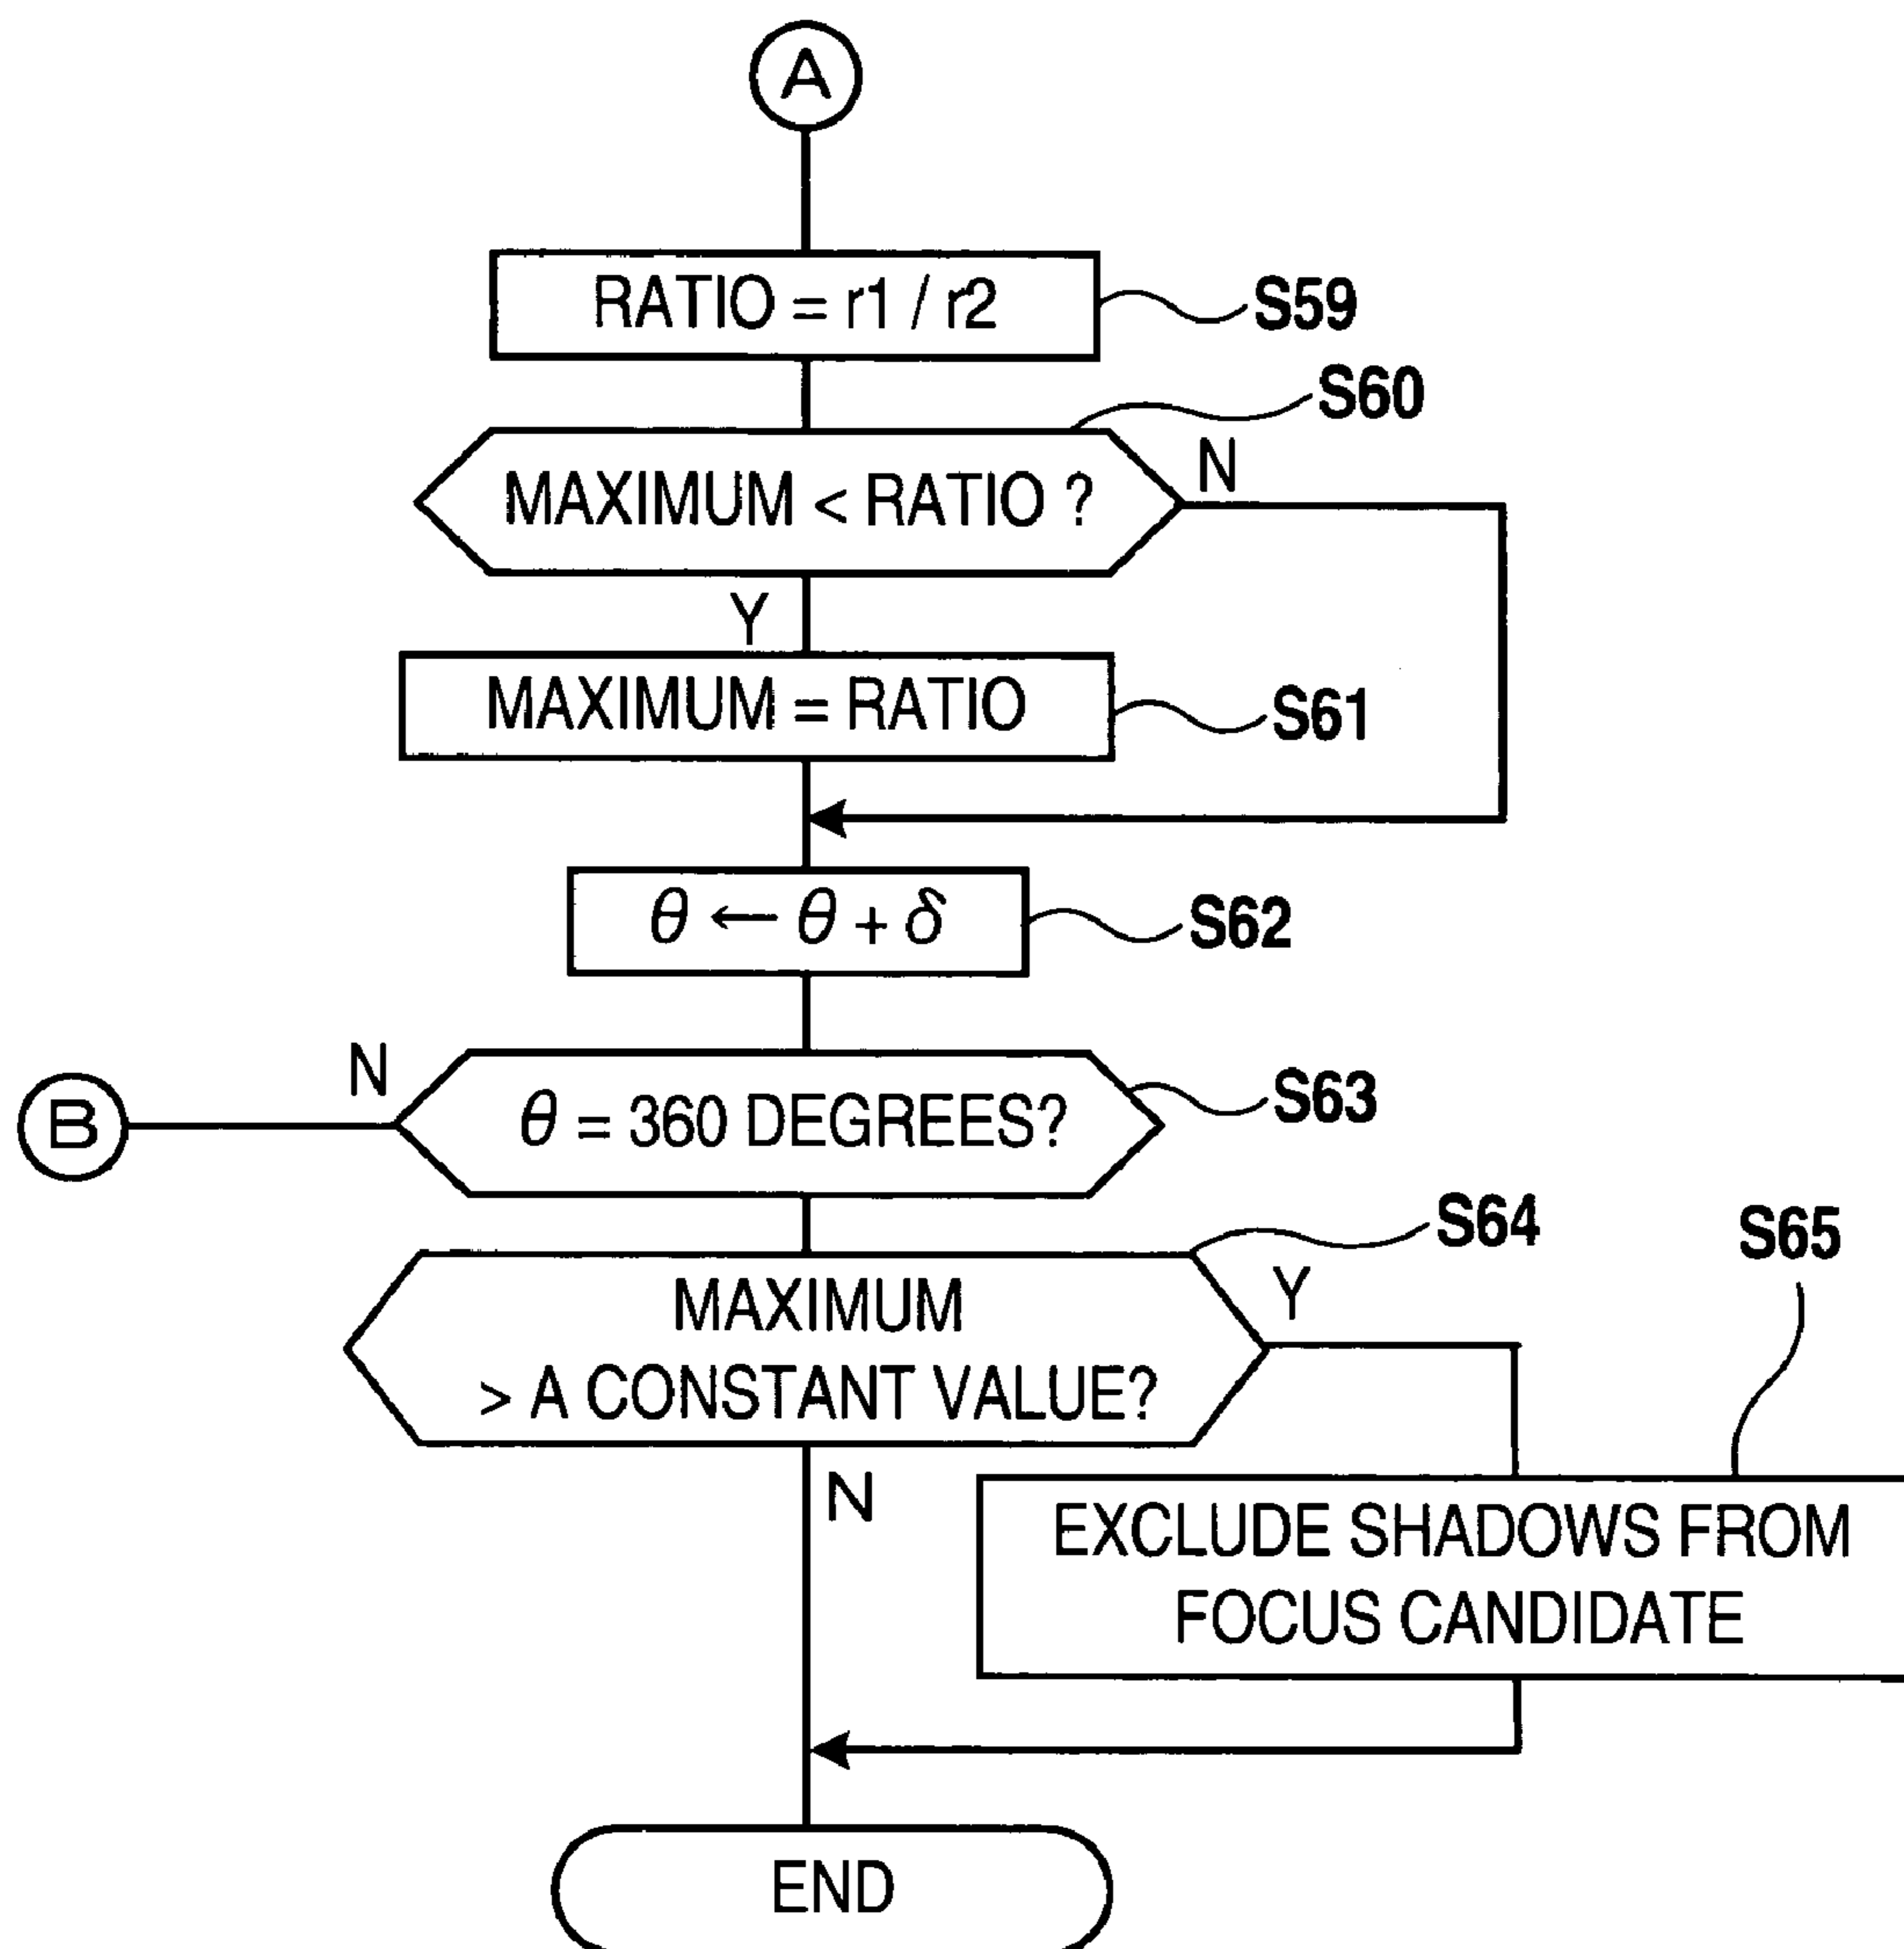 A
RATIO = r1 / r2
S59
S60
MAXIMUM < RATIO ?
N
Y
MAXIMUM = RATIO
S61
θ ← θ + δ
S62
N
B
θ = 360 DEGREES?
S63
S64
S65
MAXIMUM
> A CONSTANT VALUE?
Y
N
EXCLUDE SHADOWS FROM
FOCUS CANDIDATE
END